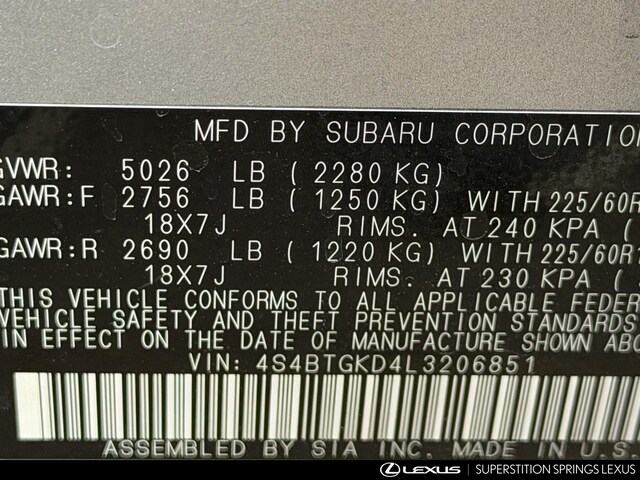 MFD BY SUBARU CORPORATION
GVWR: 5026 LB ( 2280 KG)
GAWR:F 2756 LB ( 1250 KG) WITH 225/60R
18X7J RIMS. AT 240 KPA (
GAWR:R 2690 LB ( 1220 KG) WITH 225/60R
18X7J RIMS. AT 230 KPA (
THIS VEHICLE CONFORMS TO ALL APPLICABLE FEDER
VEHICLE SAFETY AND THEFT PREVENTION STANDARDS
IN EFFECT ON THE DATE OF MANUFACTURE SHOWN ABO
VIN: 4S4BTGKD4L3206851
ASSEMBLED BY SIA INC. MADE IN U.S.
LEXUS | SUPERSTITION SPRINGS LEXUS